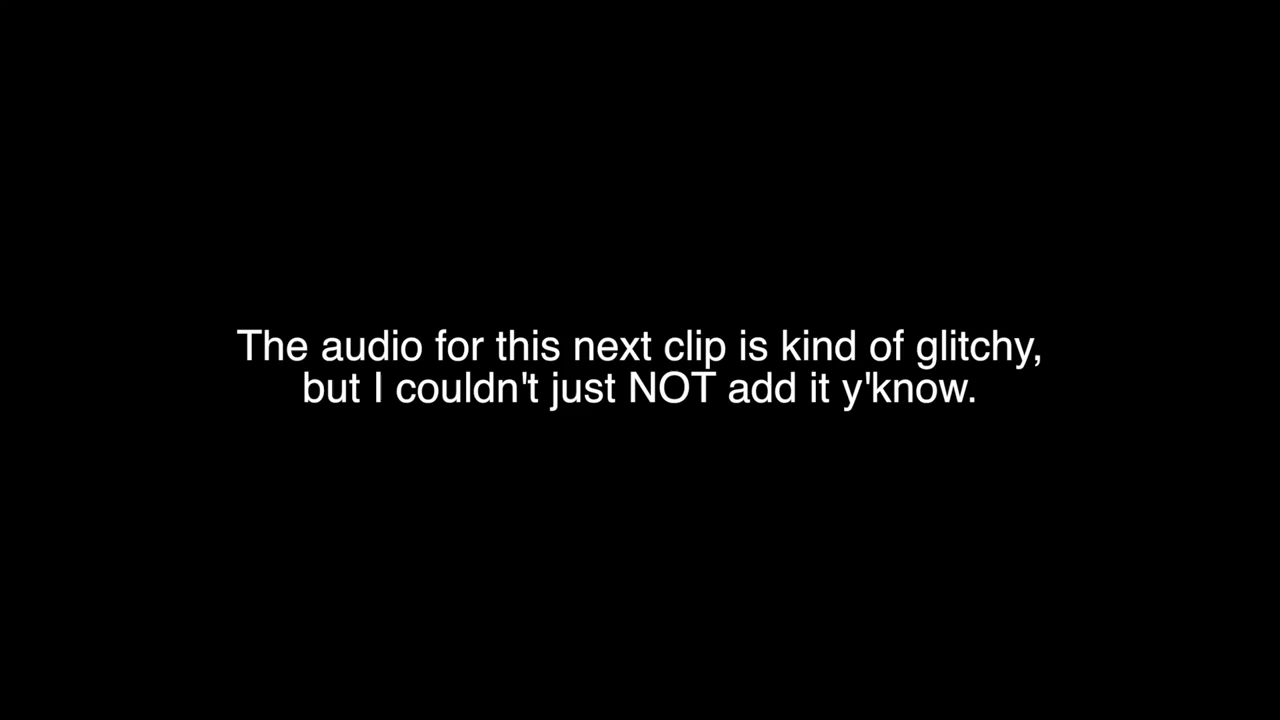 The audio for this next clip is kind of glitchy,
but I couldn't just NOT add it y'know.